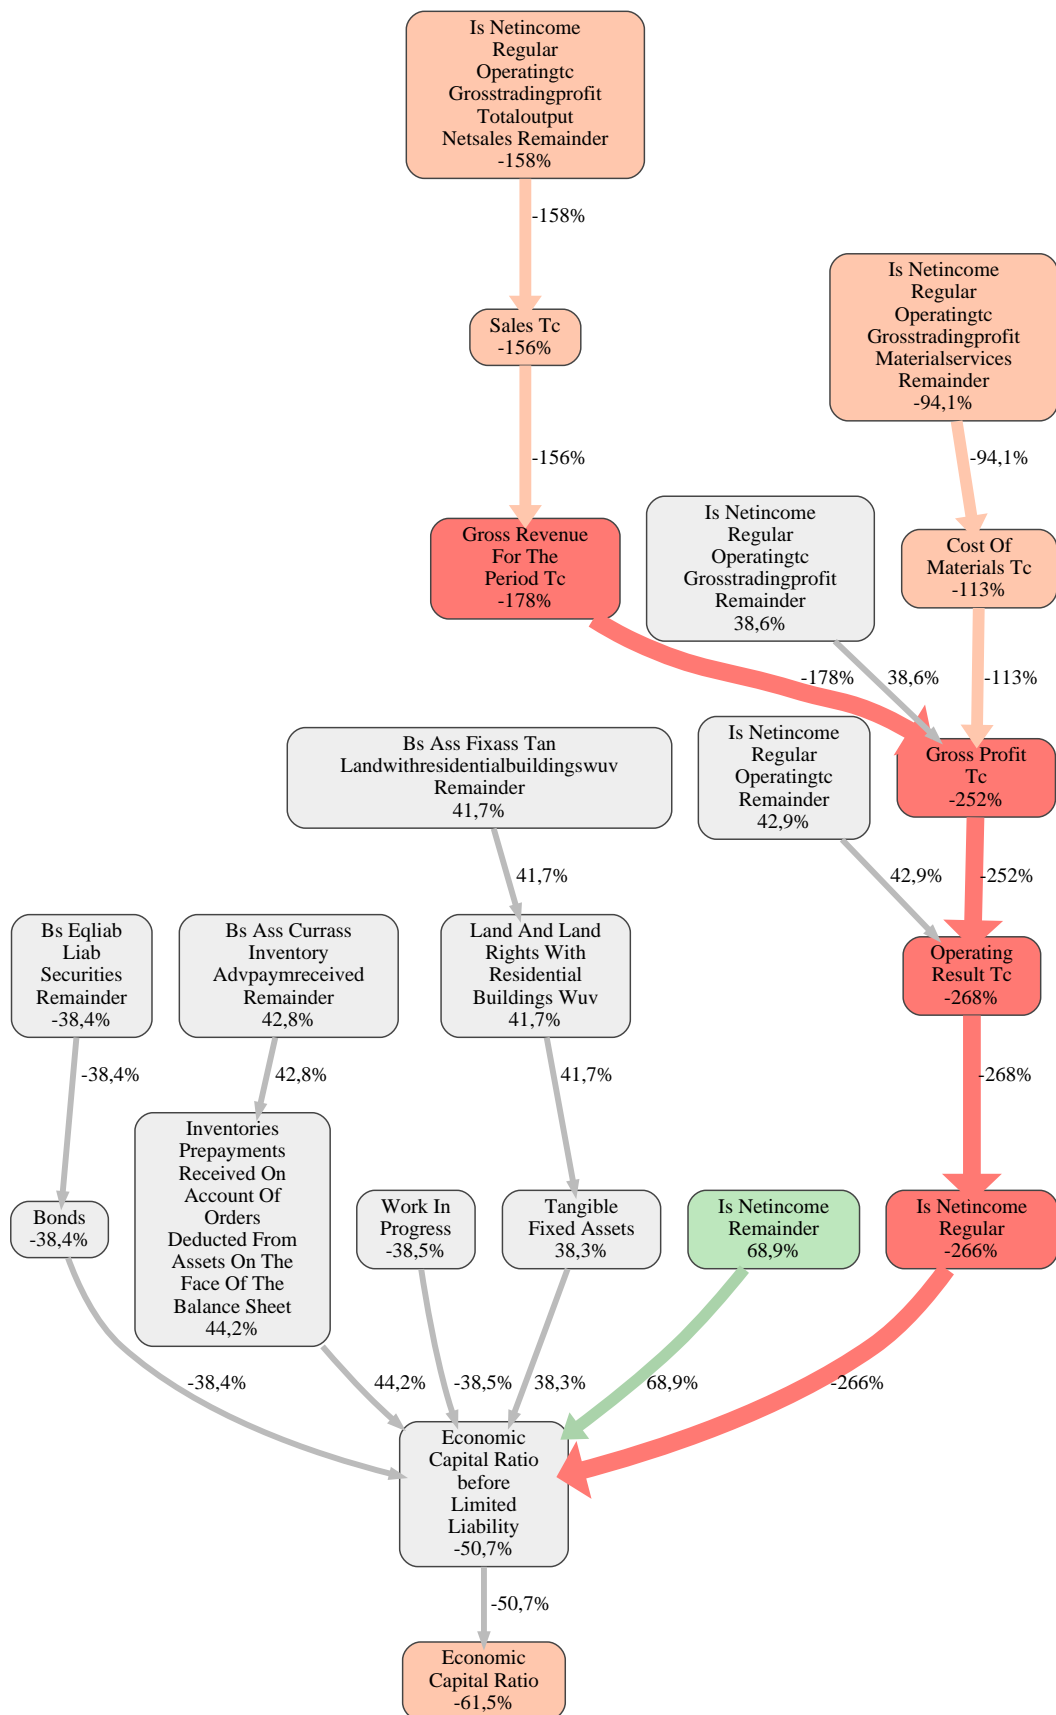 Is Netincome
Regular
Operatingtc
Grosstradingprofit
Totaloutput
Netsales Remainder
-158%
-158%
Is Netincome
Regular
Operatingtc
Grosstradingprofit
Materialservices
Remainder
-94,1%
Sales Tc
-156%
-156%
-94,1%
Is Netincome
Regular
Operatingtc
Grosstradingprofit
Remainder
38,6%
Gross Revenue
For The
Period Tc
-178%
Cost Of
Materials Tc
-113%
-178%
38,6%
-113%
Bs Ass Fixass Tan
Landwithresidentialbuildingswuv
Remainder
41,7%
Is Netincome
Regular
Operatingtc
Remainder
42,9%
Gross Profit
Tc
-252%
41,7%
42,9%
-252%
Bs Eqliab
Liab
Securities
Remainder
-38,4%
Bs Ass Currass
Inventory
Advpaymreceived
Remainder
42,8%
Land And Land
Rights With
Residential
Buildings Wuv
41,7%
Operating
Result Tc
-268%
-38,4%
42,8%
41,7%
-268%
Inventories
Prepayments
Received On
Account Of
Orders
Deducted From
Assets On The
Face Of The
Balance Sheet
44,2%
Bonds
-38,4%
Work In
Progress
-38,5%
Tangible
Fixed Assets
38,3%
Is Netincome
Remainder
68,9%
Is Netincome
Regular
-266%
-38,4%
44,2%
-38,5%
38,3%
68,9%
-266%
Economic
Capital Ratio
before
Limited
Liability
-50,7%
-50,7%
Economic
Capital Ratio
-61,5%